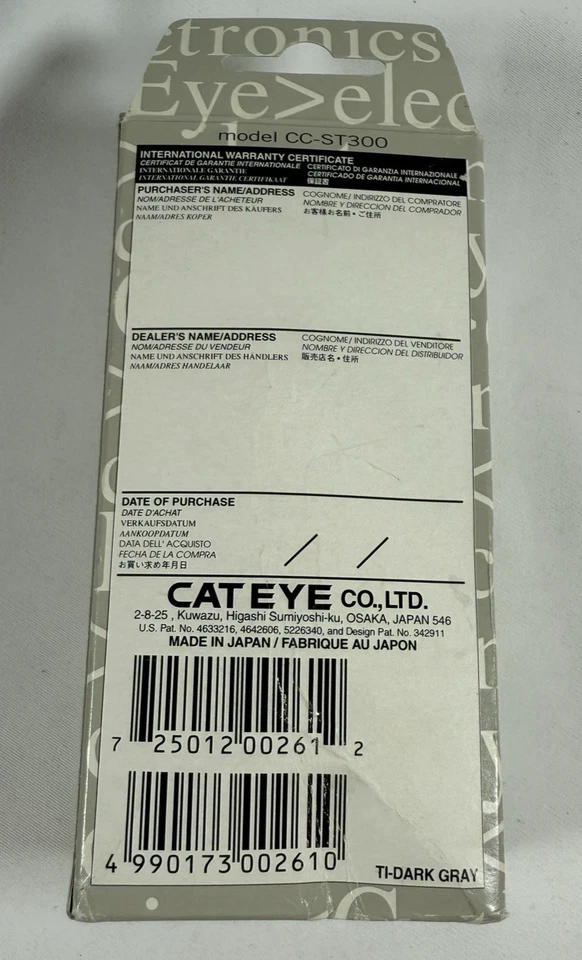 ctronics
Eye>elec
model CC-ST300
INTERNATIONAL WARRANTY CERTIFICATE
CERTIFICAT DE GARANTIE INTERNATIONALE
INTERNATIONALE GARANTIE
INTERNATIONAL GARANTIE CERTIFIKAAT
CERTIFICATO DI GARANZIA INTERNAZIONALE
CERTIFICADO DE GARANTIA INTERNACIONAL
保証書
PURCHASER'S NAME/ADDRESS
NOM/ADRESSE DE L'ACHETEUR
NAME UND ANSCHRIFT DES KÄUFERS
NAAM/ADRES KOPER
COGNOME/ INDIRIZZO DEL COMPRATORE
NOMBRE Y DIRECCION DEL COMPRADOR
お客様お名前・ご住所
DEALER'S NAME/ADDRESS
NOM/ADRESSE DU VENDEUR
NAME UND ANSCHRIFT DES HÄNDLERS
NAAM/ADRES HANDELAAR
COGNOME/ INDIRIZZO DEL VENDITORE
NOMBRE Y DIRECCION DEL DISTRIBUIDOR
販売店名・住所
DATE OF PURCHASE
DATE D'ACHAT
VERKAUFSDATUM
AANKOOPDATUM
DATA DELL' ACQUISTO
FECHA DE LA COMPRA
お買い求め年月日
/ /
CATEYE CO.,LTD.
2-8-25 , Kuwazu, Higashi Sumiyoshi-ku, OSAKA, JAPAN 546
U.S. Pat. No. 4633216, 4642606, 5226340, and Design Pat. No. 342911
MADE IN JAPAN / FABRIQUE AU JAPON
7 25012 00261 2
4 990173 002610
TI-DARK GRAY